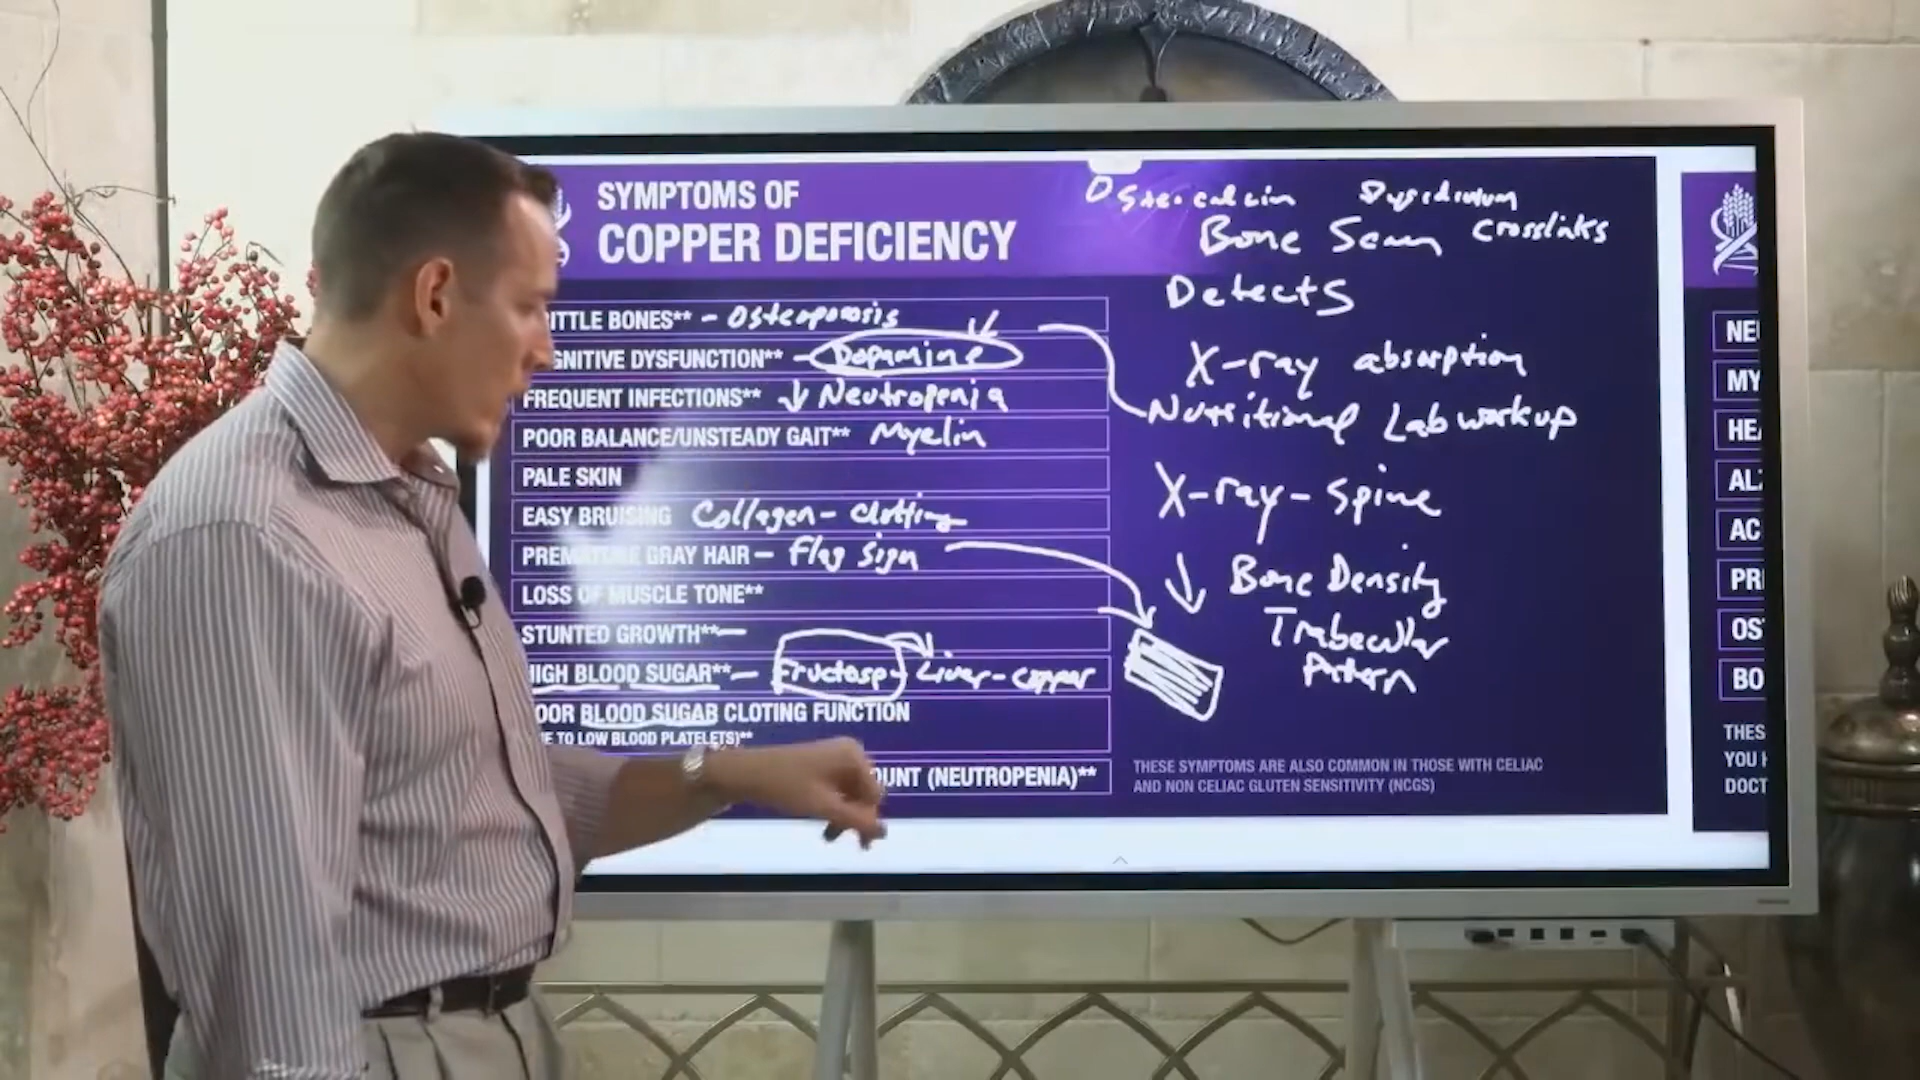 SYMPTOMS OF
COPPER DEFICIENCY
ITTLE BONES** - Osteoporosis
GNITIVE DYSFUNCTION** - Dopamine
FREQUENT INFECTIONS** ↓ Neutropenia
POOR BALANCE/UNSTEADY GAIT** Myelin
PALE SKIN
EASY BRUISING Collagen - clotting
PREMATURE GRAY HAIR - Flag sign
LOSS OF MUSCLE TONE**
STUNTED GROWTH**
HIGH BLOOD SUGAR** - Fructose Liver-copper
OOR BLOOD SUGAR CLOTING FUNCTION
E TO LOW BLOOD PLATELETS)**
OUNT (NEUTROPENIA)**
Osteocalcin
crosslinks
Bone Scan
Detects
X-ray absorption
Nutritional Lab workup
X-ray - Spine
↓ Bone Density
Trabecular
Pattern
THESE SYMPTOMS ARE ALSO COMMON IN THOSE WITH CELIAC
AND NON CELIAC GLUTEN SENSITIVITY (NCGS)
NE
MY
HE
AL
AC
PR
OS
BO
THES
YOU
DOCT